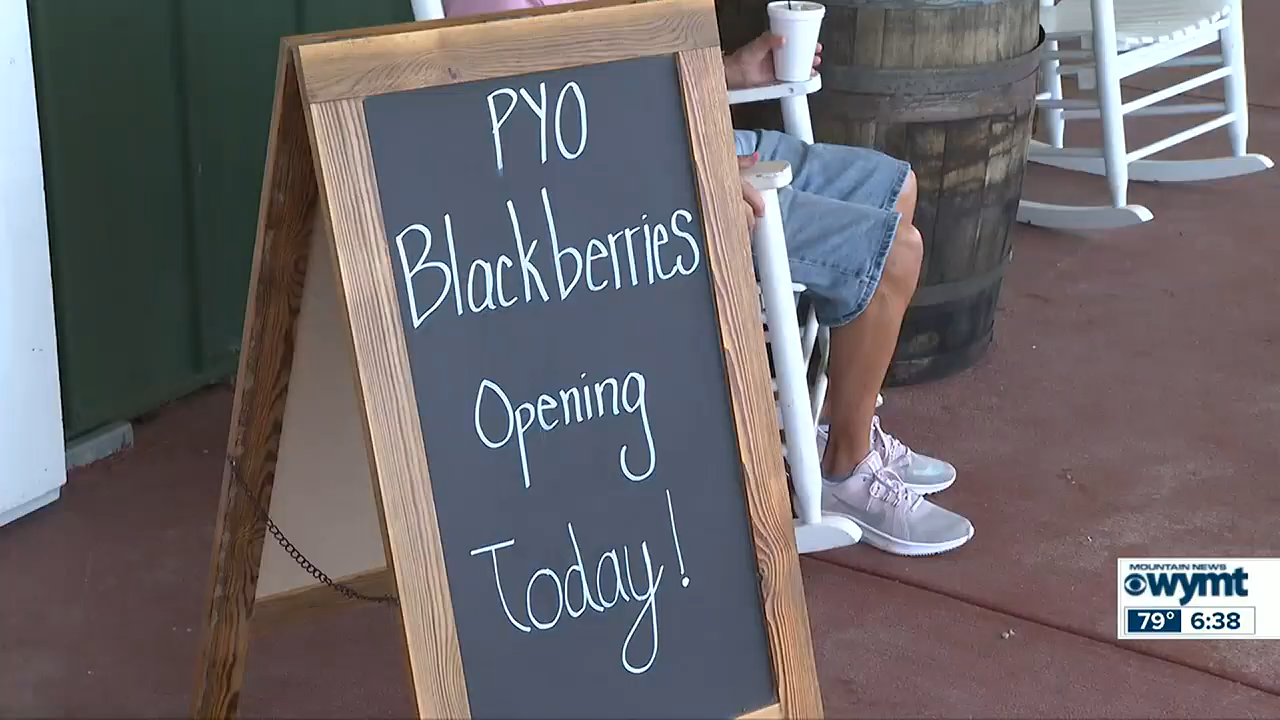 PYO
Blackberries
Opening
Today!
MOUNTAIN NEWS
wymt
79° 6:38